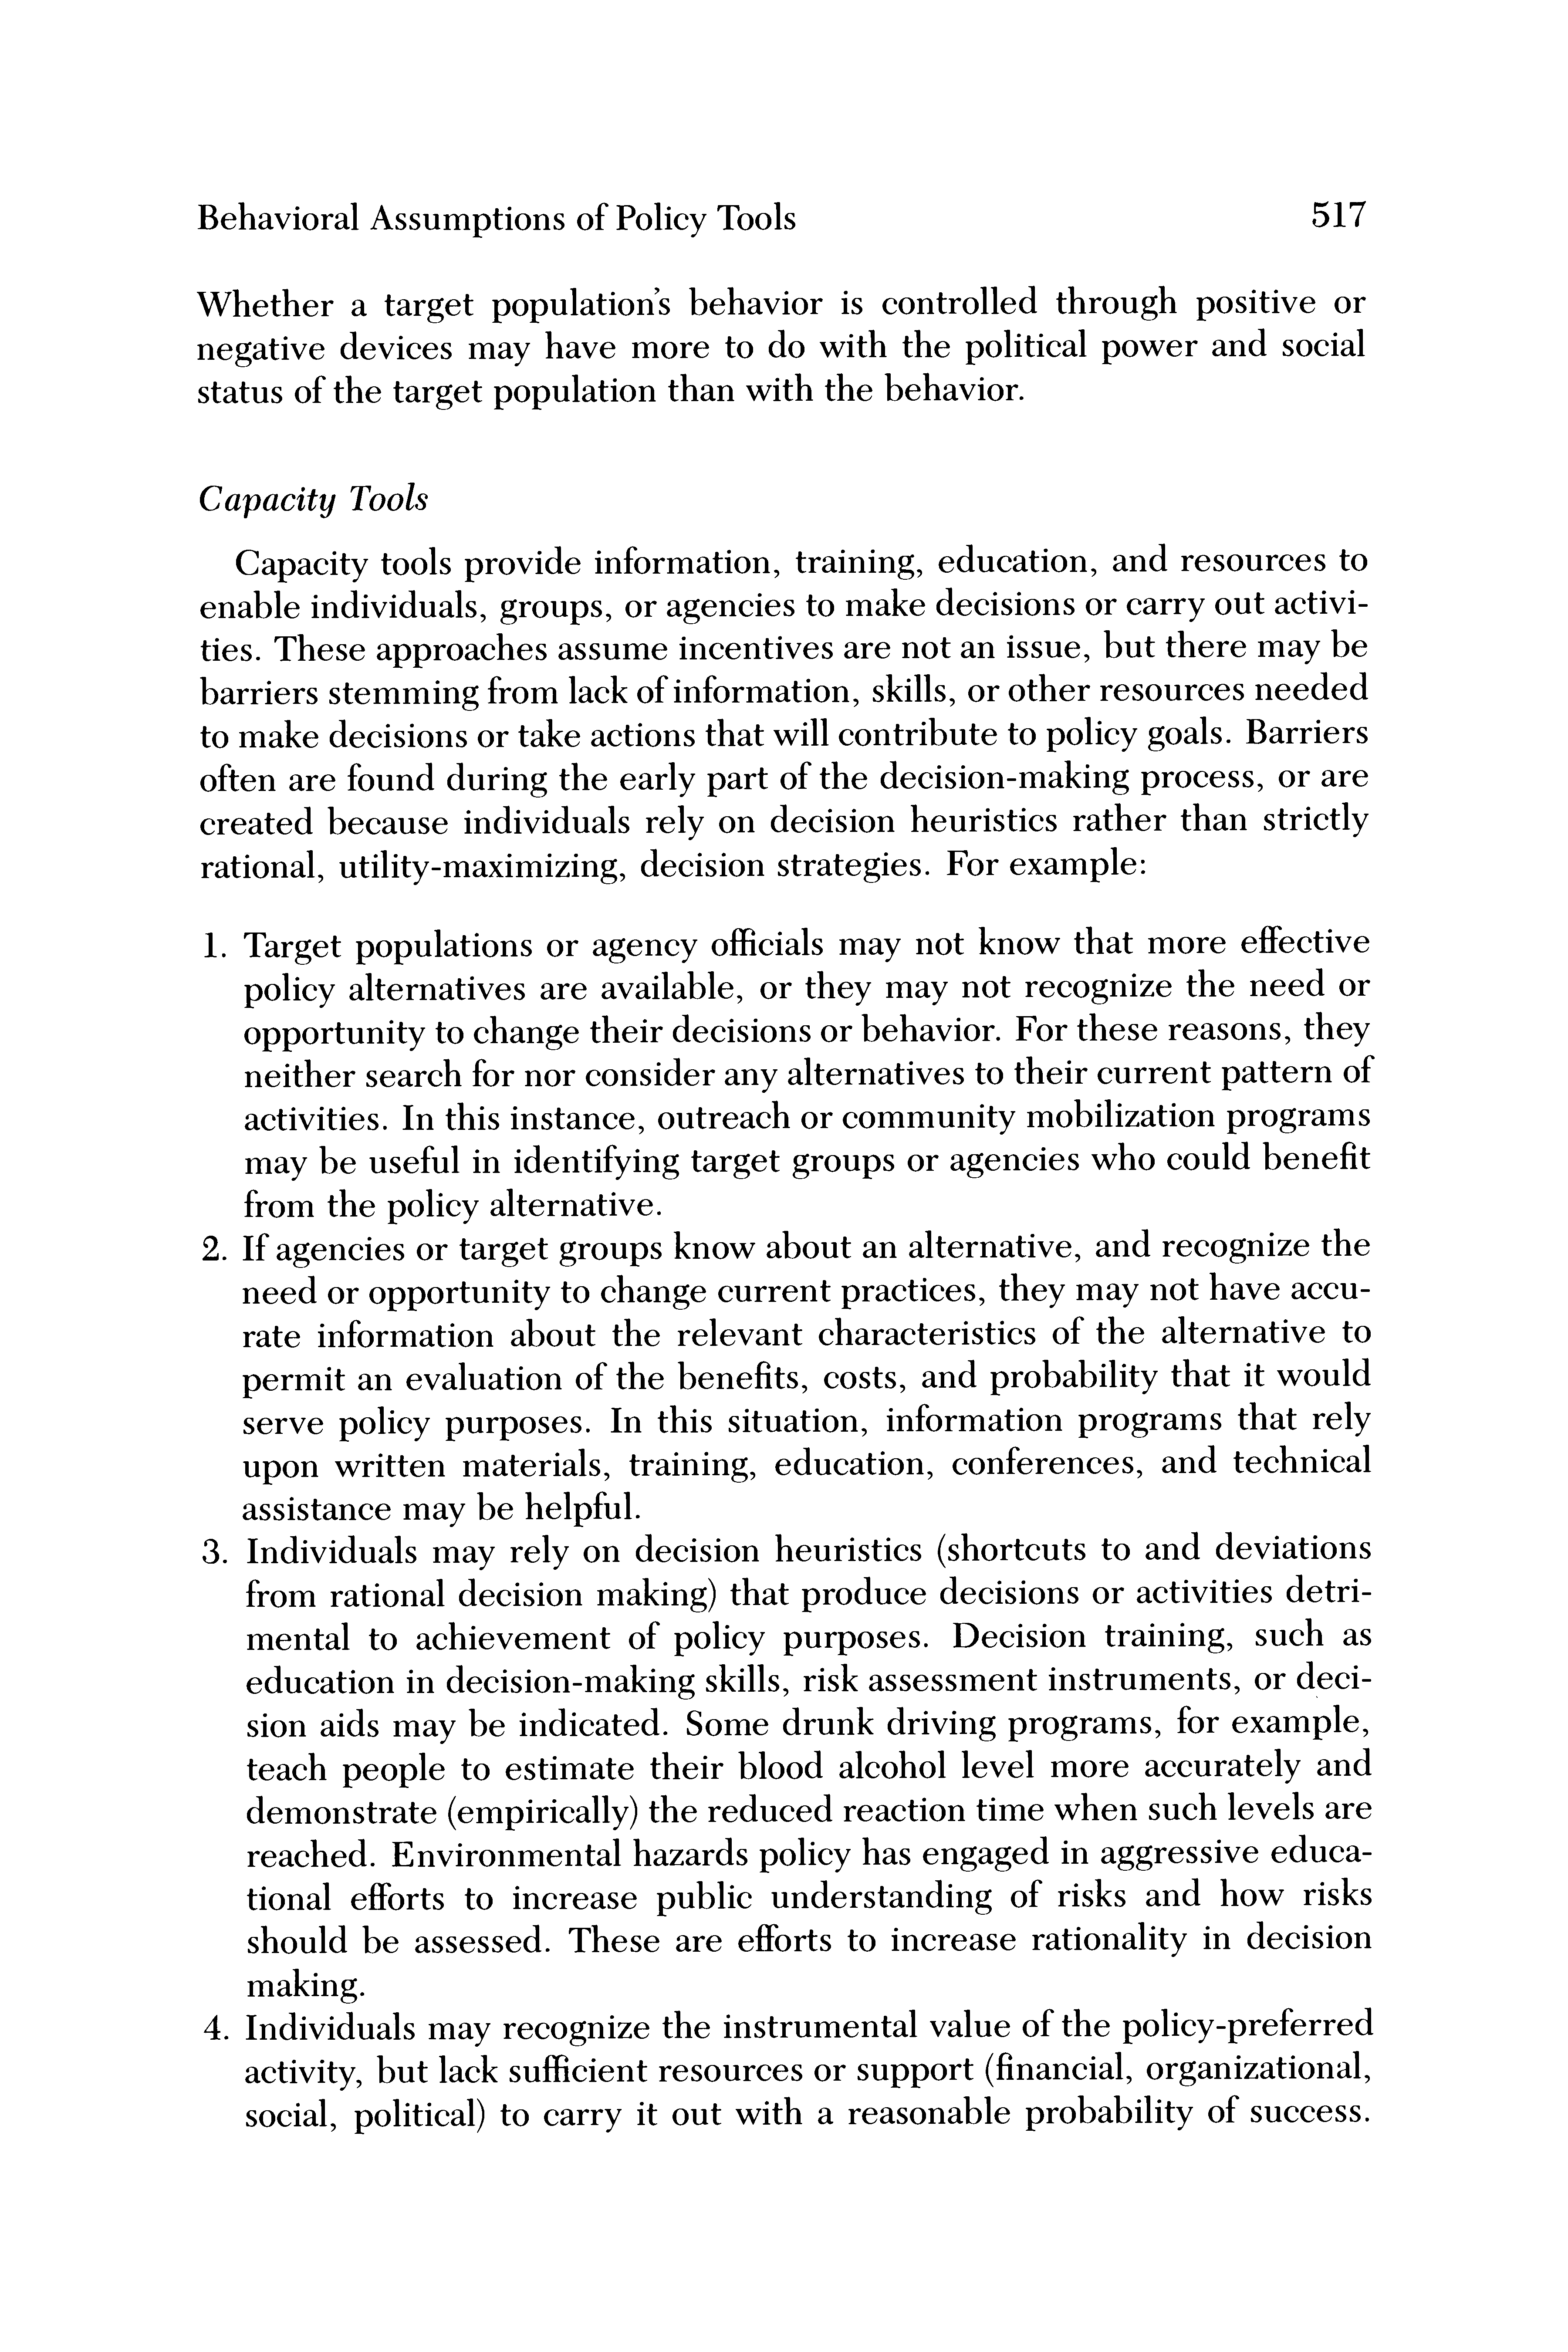 Behavioral Assumptions of Policy Tools 517
Whether a target population's behavior is controlled through positive or
negative devices may have more to do with the political power and social
status of the target population than with the behavior.
Capacity Tools
Capacity tools provide information, training, education, and resources to
enable individuals, groups, or agencies to make decisions or carry out activi-
ties. These approaches assume incentives are not an issue, but there may be
barriers stemming from lack of information, skills, or other resources needed
to make decisions or take actions that will contribute to policy goals. Barriers
often are found during the early part of the decision-making process, or are
created because individuals rely on decision heuristics rather than strictly
rational, utility-maximizing, decision strategies. For example:
1. Target populations or agency officials may not know that more effective
policy alternatives are available, or they may not recognize the need or
opportunity to change their decisions or behavior. For these reasons, they
neither search for nor consider any alternatives to their current pattern of
activities. In this instance, outreach or community mobilization programs
may be useful in identifying target groups or agencies who could benefit
from the policy alternative.
2. If agencies or target groups know about an alternative, and recognize the
need or opportunity to change current practices, they may not have accu-
rate information about the relevant characteristics of the alternative to
permit an evaluation of the benefits, costs, and probability that it would
serve policy purposes. In this situation, information programs that rely
upon written materials, training, education, conferences, and technical
assistance may be helpful.
3. Individuals may rely on decision heuristics (shortcuts to and deviations
from rational decision making) that produce decisions or activities detri-
mental to achievement of policy purposes. Decision training, such as
education in decision-making skills, risk assessment instruments, or deci-
sion aids may be indicated. Some drunk driving programs, for example,
teach people to estimate their blood alcohol level more accurately and
demonstrate (empirically) the reduced reaction time when such levels are
reached. Environmental hazards policy has engaged in aggressive educa-
tional efforts to increase public understanding of risks and how risks
should be assessed. These are efforts to increase rationality in decision
making.
4. Individuals may recognize the instrumental value of the policy-preferred
activity, but lack sufficient resources or support (financial, organizational,
social, political) to carry it out with a reasonable probability of success.